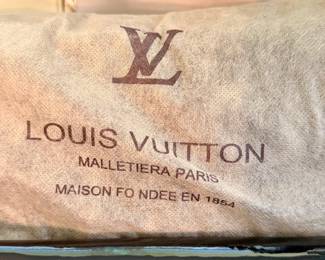 LV
LOUIS VUITTON
MALLETIERA PARIS
MAISON FO NDEE EN 1854